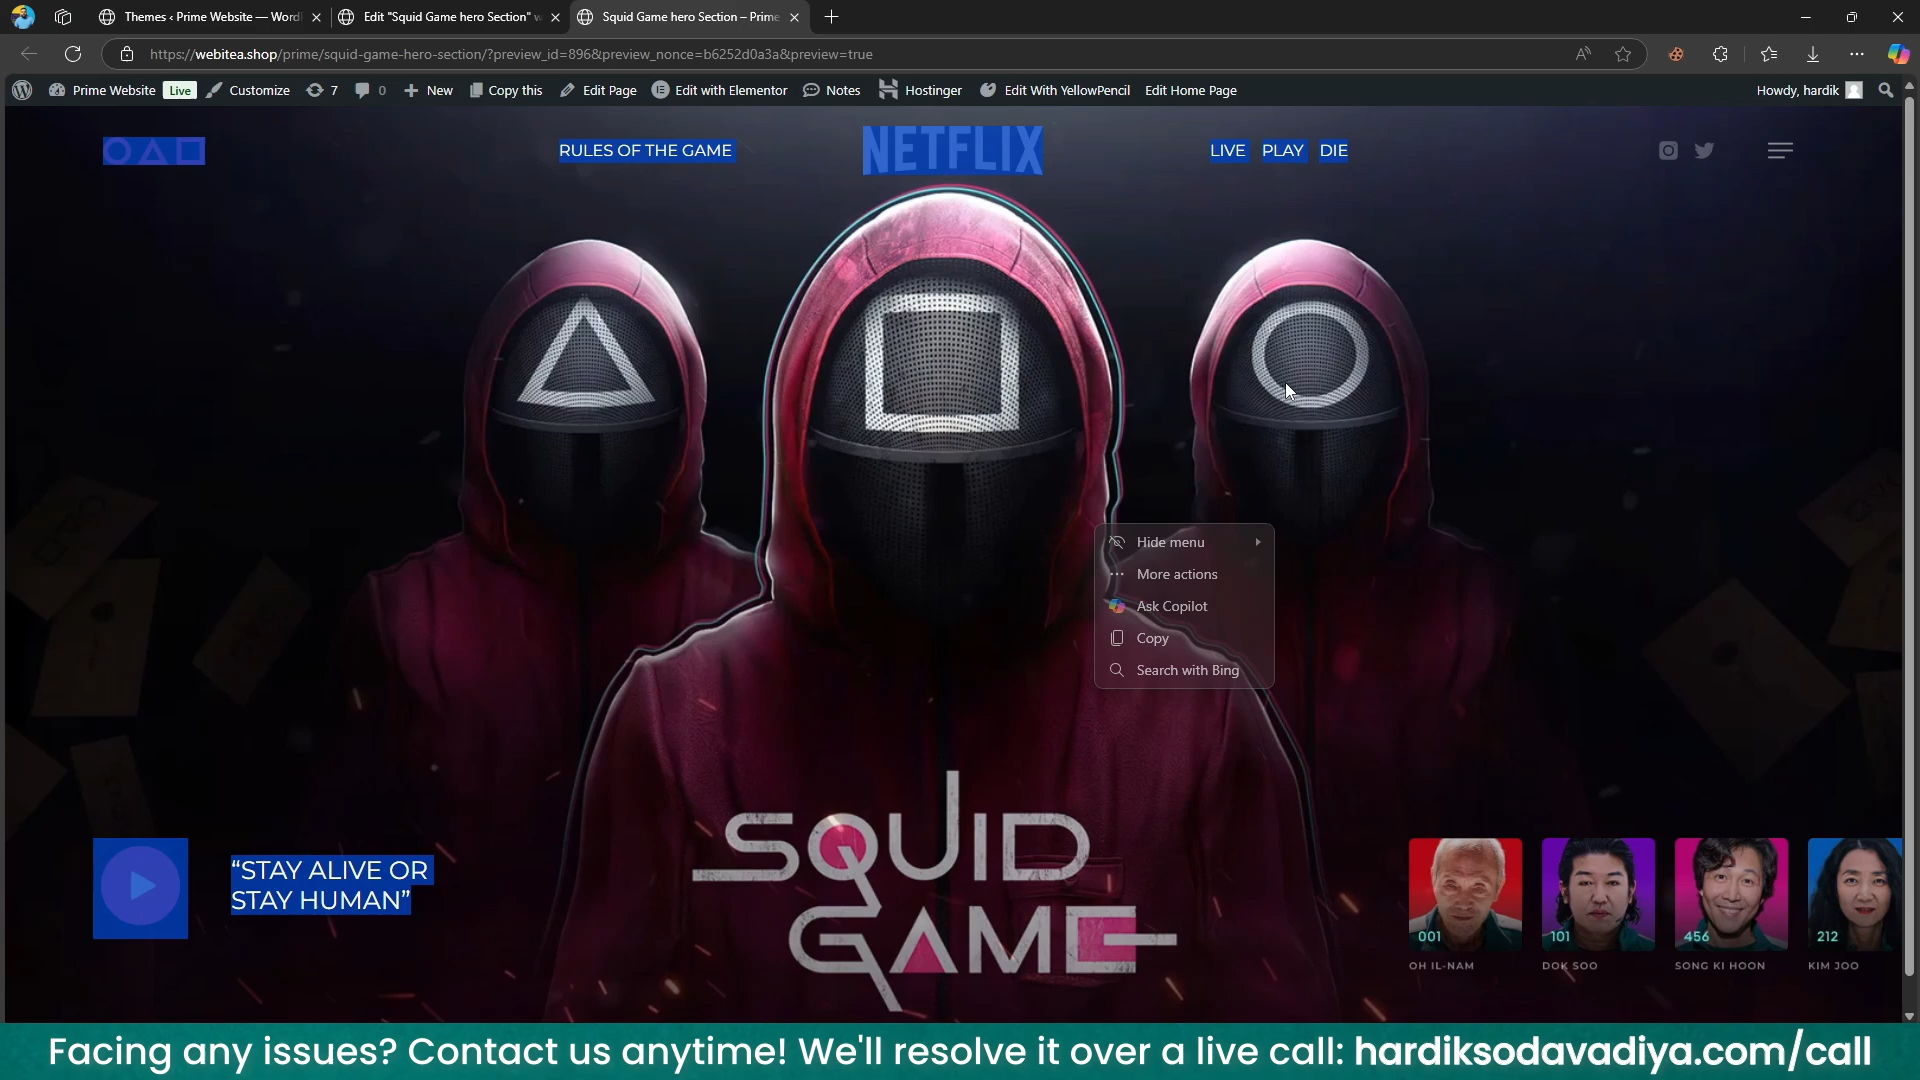 Themes ‹ Prime Website — Word
Edit "Squid Game hero Section" w
Squid Game hero Section – Prime
https://webitea.shop/prime/squid-game-hero-section/?preview_id=896&preview_nonce=b6252d0a3a&preview=true
Prime Website Live Customize 7 0 New Copy this Edit Page Edit with Elementor Notes Hostinger Edit With YellowPencil Edit Home Page Howdy, hardik
RULES OF THE GAME NETFLIX LIVE PLAY DIE
Hide menu
More actions
Ask Copilot
Copy
Search with Bing
“STAY ALIVE OR
STAY HUMAN”
SQUID
GAME
001 101 456 212
OH IL-NAM DOK SOO SONG KI HOON KIM JOO
Facing any issues? Contact us anytime! We'll resolve it over a live call: hardiksodavadiya.com/call